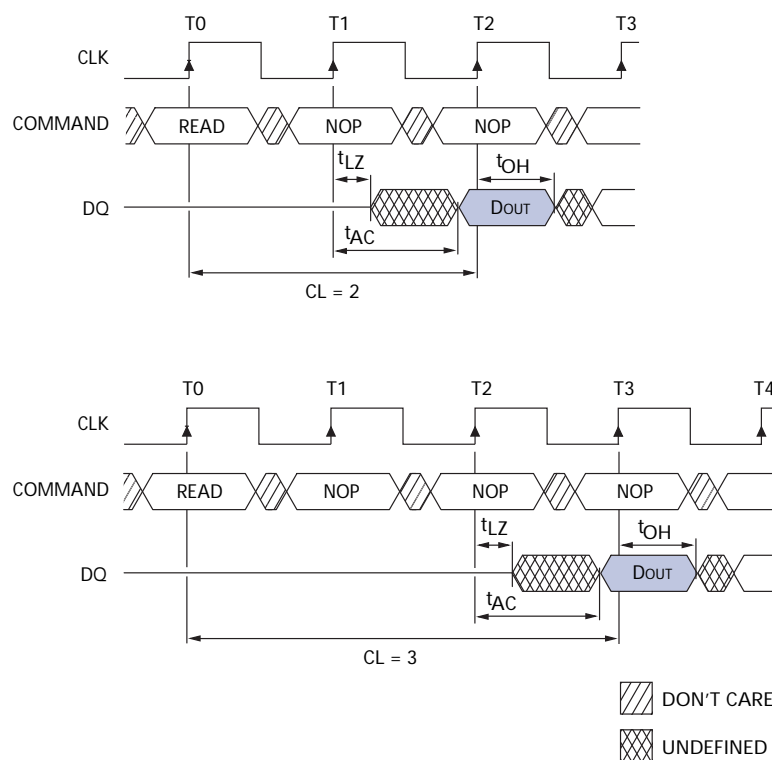 T0 T1 T2 T3
CLK
COMMAND READ NOP NOP
tLZ tOH
DQ DOUT
tAC
CL = 2
T0 T1 T2 T3 T4
CLK
COMMAND READ NOP NOP NOP
tLZ tOH
DQ DOUT
tAC
CL = 3
DON'T CARE
UNDEFINED